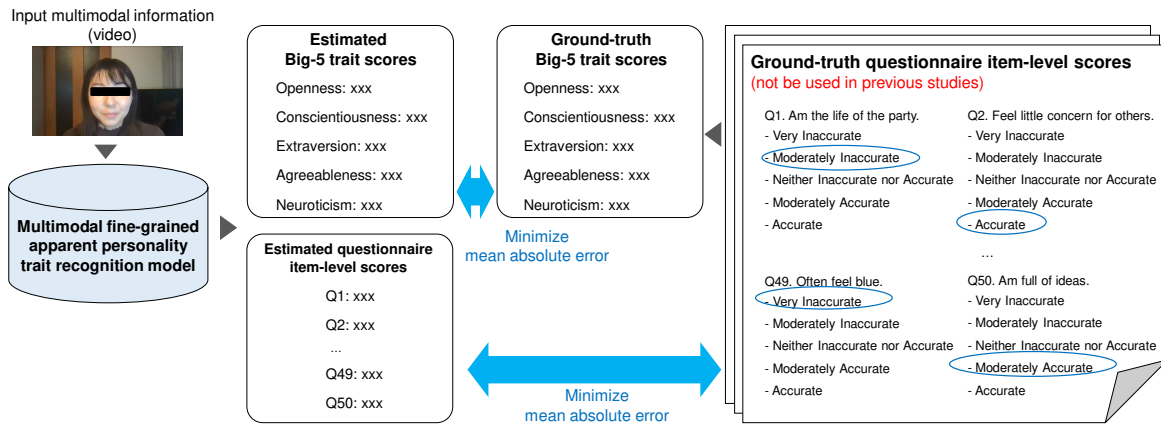 Input multimodal information
(video)
Multimodal fine-grained
apparent personality
trait recognition model
Estimated
Big-5 trait scores
Openness: xxx
Conscientiousness: xxx
Extraversion: xxx
Agreeableness: xxx
Neuroticism: xxx
Estimated questionnaire
item-level scores
Q1: xxx
Q2: xxx
...
Q49: xxx
Q50: xxx
Ground-truth
Big-5 trait scores
Openness: xxx
Conscientiousness: xxx
Extraversion: xxx
Agreeableness: xxx
Neuroticism: xxx
Minimize
mean absolute error
Minimize
mean absolute error
Ground-truth questionnaire item-level scores
(not be used in previous studies)
Q1. Am the life of the party.
- Very Inaccurate
- Moderately Inaccurate
- Neither Inaccurate nor Accurate
- Moderately Accurate
- Accurate
Q2. Feel little concern for others.
- Very Inaccurate
- Moderately Inaccurate
- Neither Inaccurate nor Accurate
- Moderately Accurate
- Accurate
...
Q49. Often feel blue.
- Very Inaccurate
- Moderately Inaccurate
- Neither Inaccurate nor Accurate
- Moderately Accurate
- Accurate
Q50. Am full of ideas.
- Very Inaccurate
- Moderately Inaccurate
- Neither Inaccurate nor Accurate
- Moderately Accurate
- Accurate